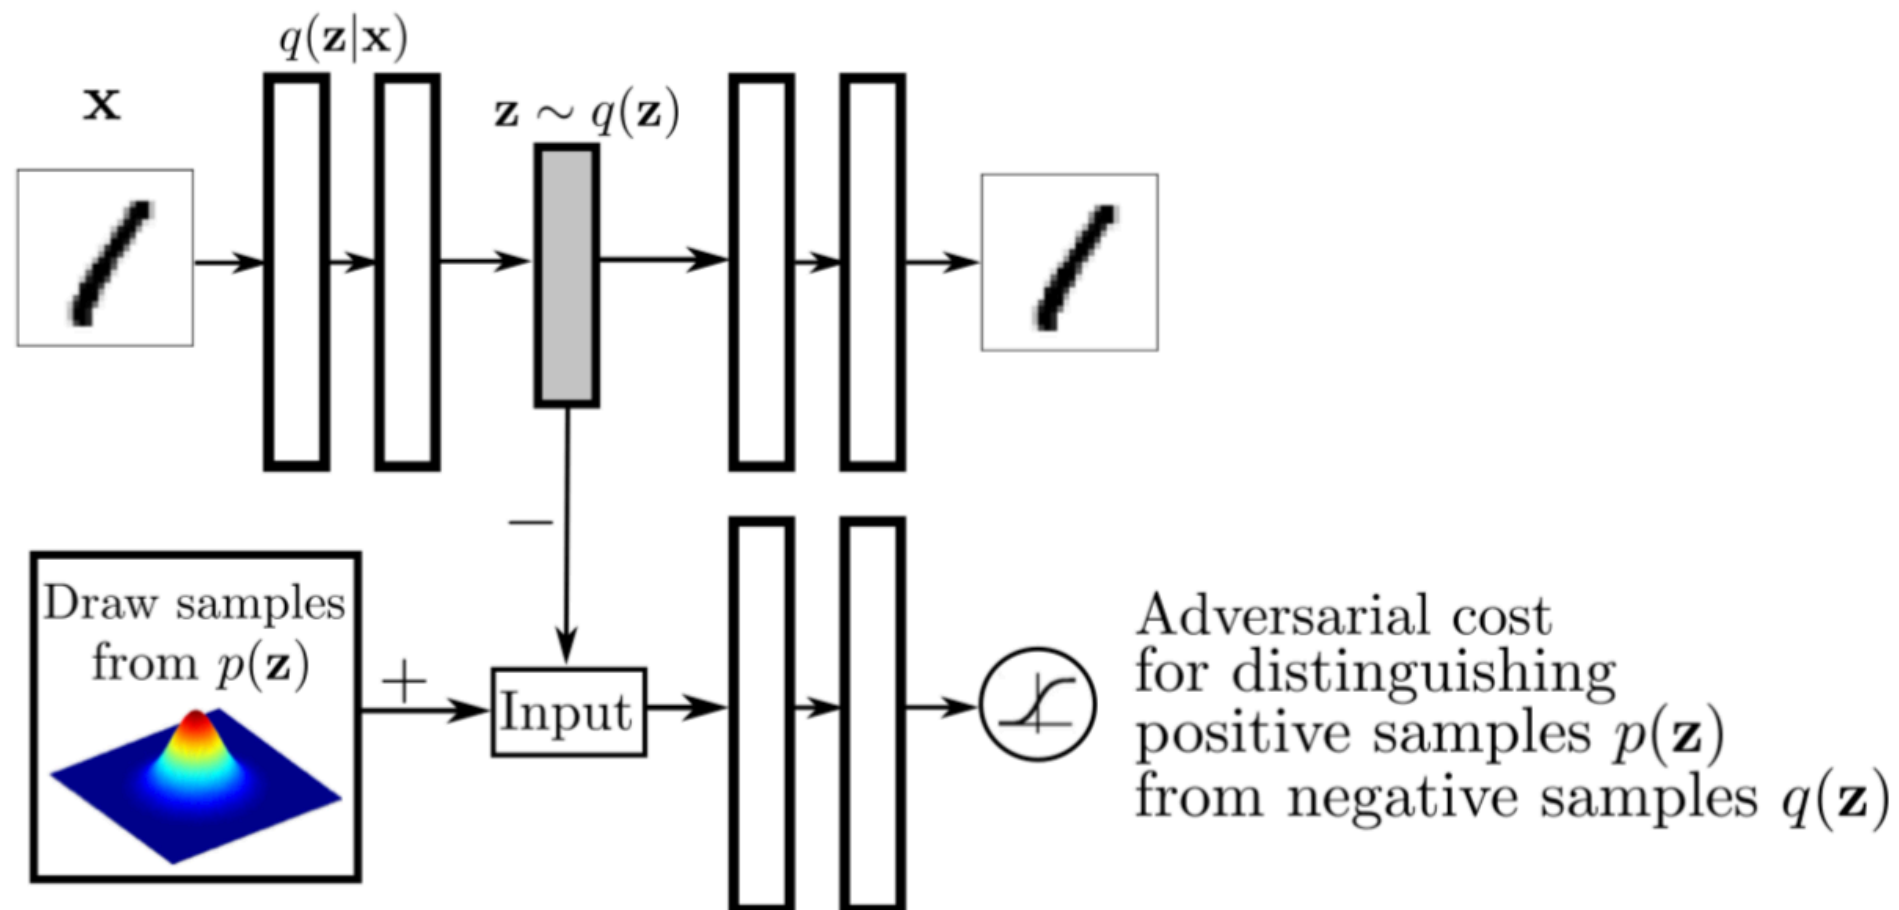 q(z|x)
x
z ∼ q(z)
−
Draw samples
from p(z)
+
Input
Adversarial cost
for distinguishing
positive samples p(z)
from negative samples q(z)